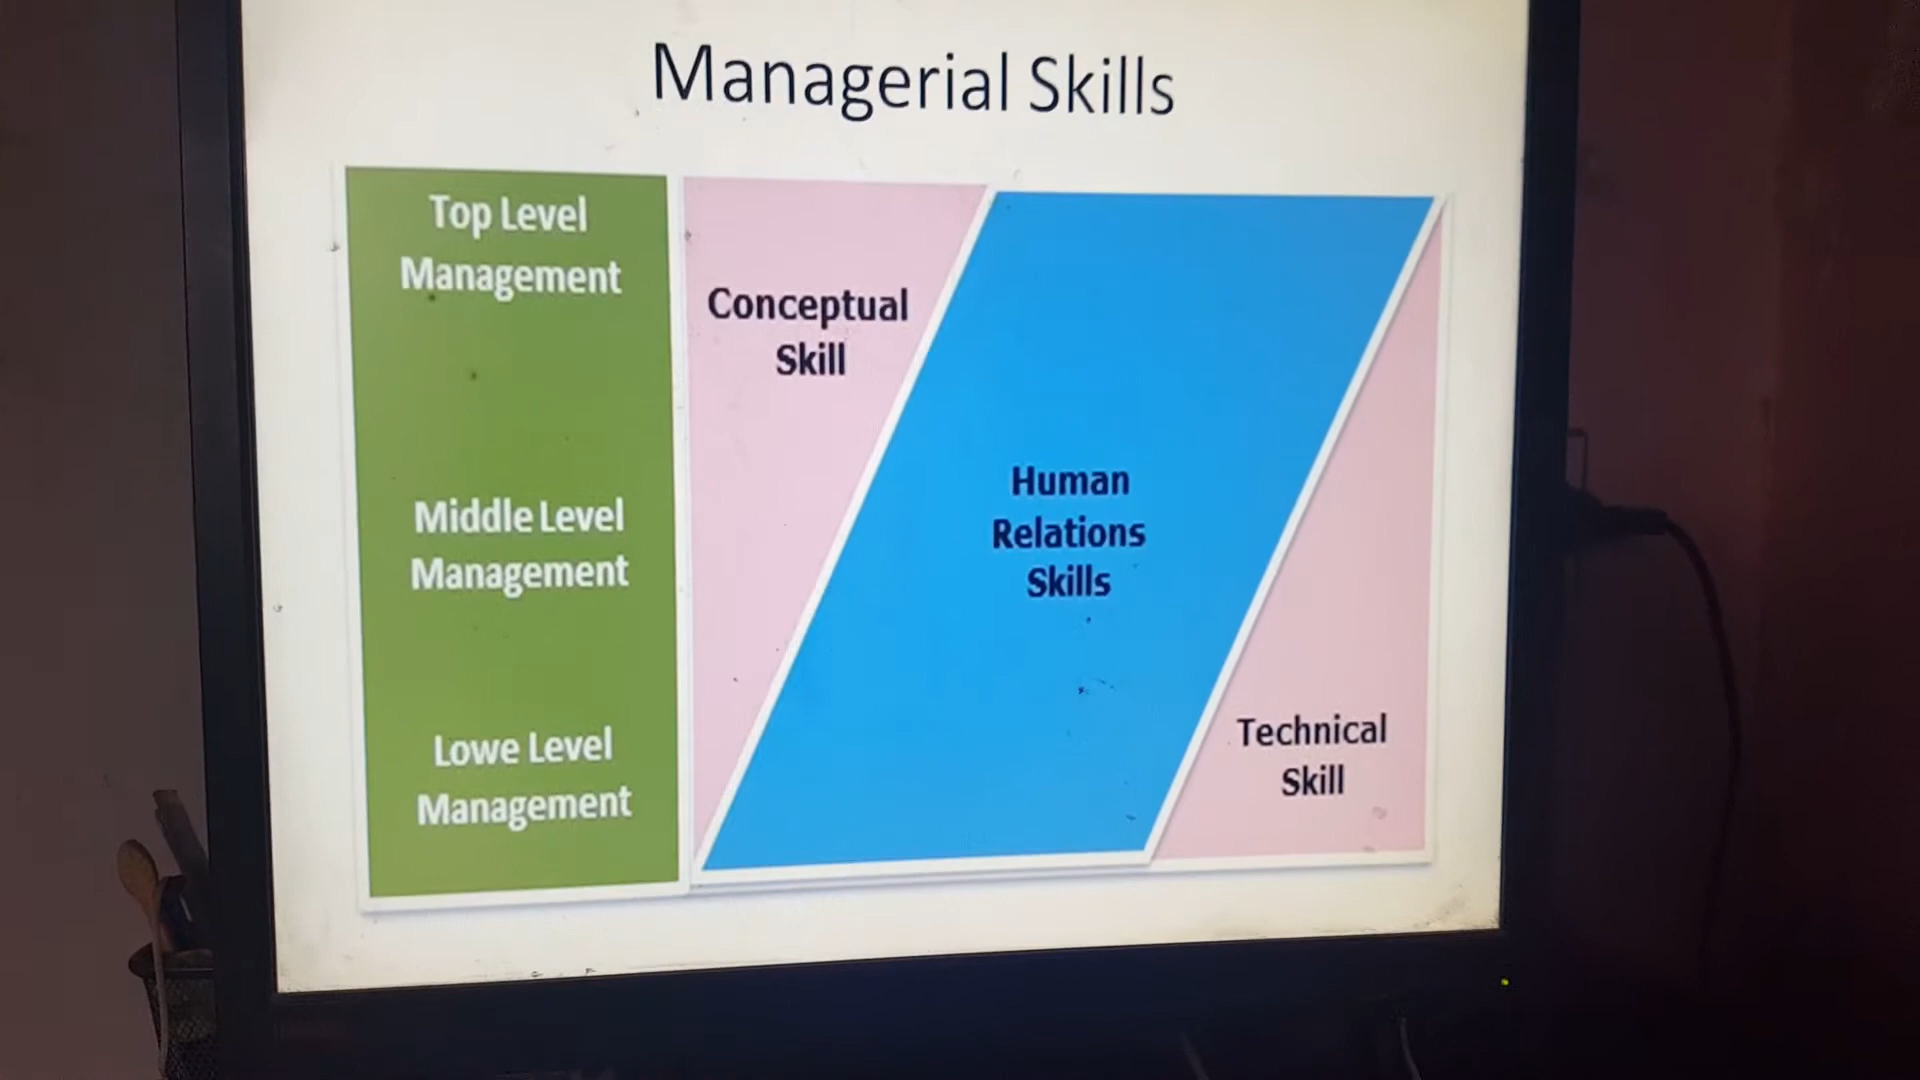 Managerial Skills
Top Level
Management
Middle Level
Management
Lowe Level
Management
Conceptual
Skill
Human
Relations
Skills
Technical
Skill